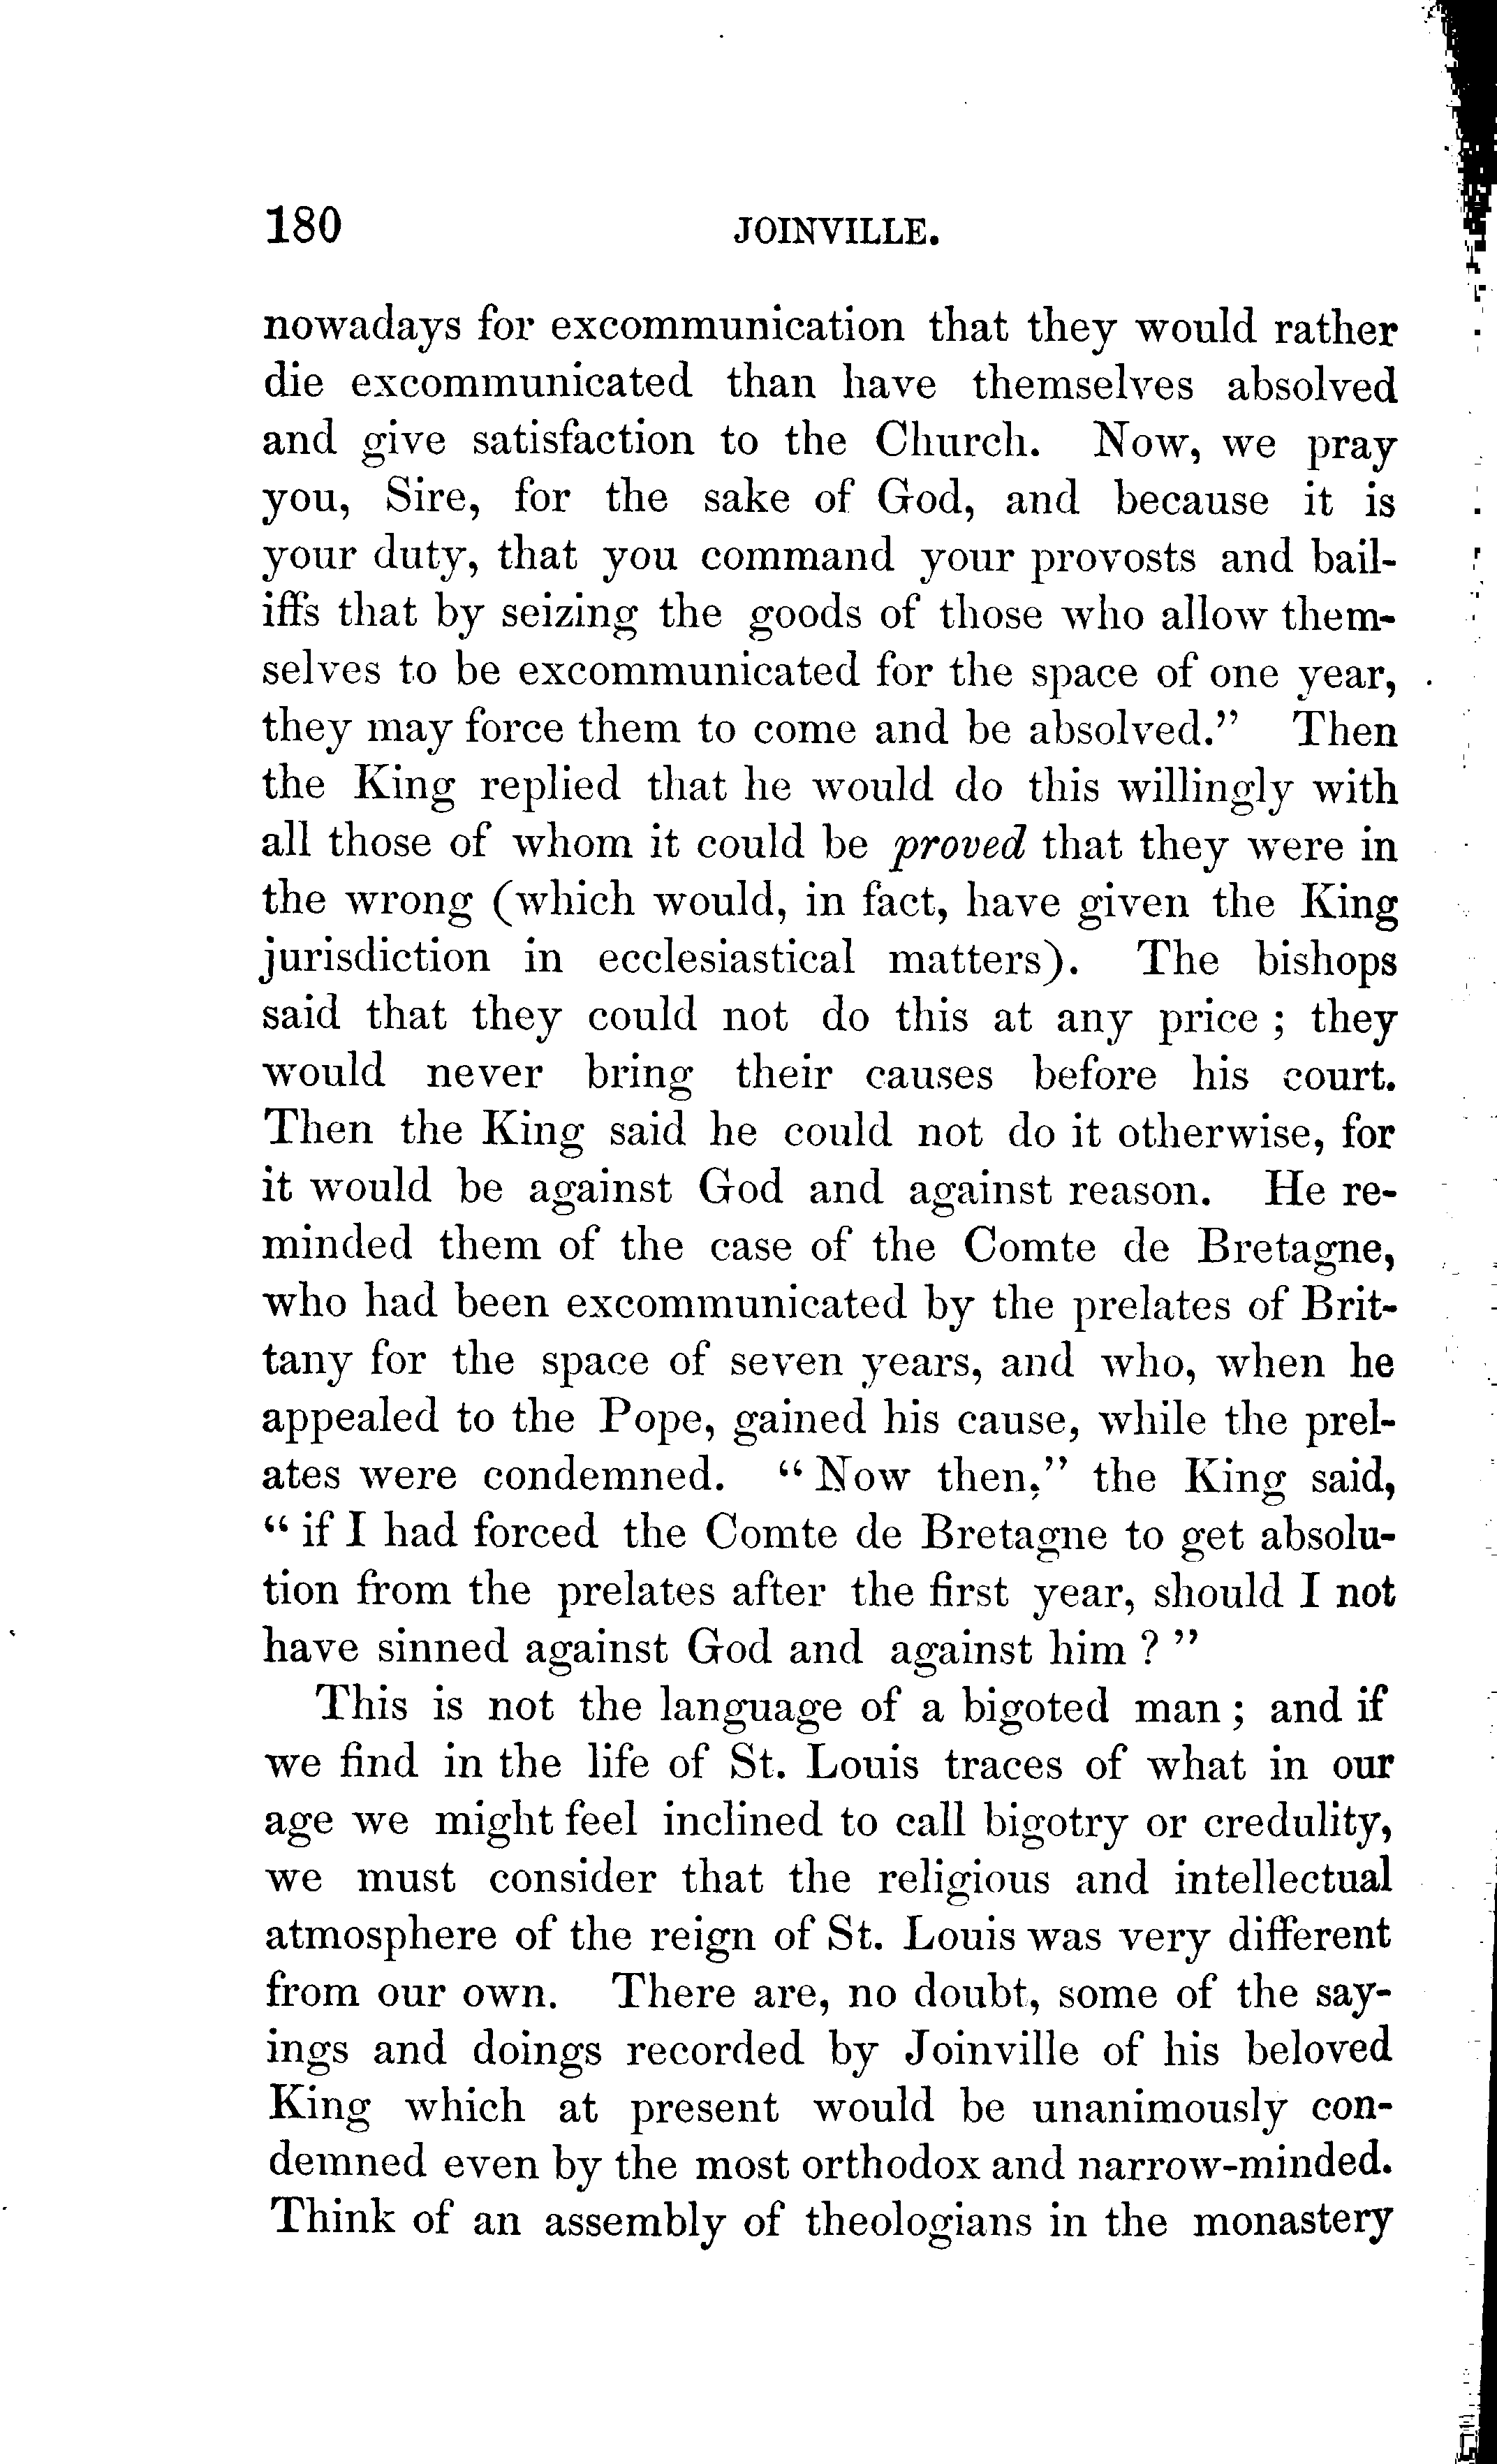 180 JOINVILLE.
nowadays for excommunication that they would rather
die excommunicated than have themselves absolved
and give satisfaction to the Church. Now, we pray
you, Sire, for the sake of God, and because it is
your duty, that you command your provosts and bail-
iffs that by seizing the goods of those who allow them-
selves to be excommunicated for the space of one year,
they may force them to come and be absolved.” Then
the King replied that he would do this willingly with
all those of whom it could be proved that they were in
the wrong (which would, in fact, have given the King
jurisdiction in ecclesiastical matters). The bishops
said that they could not do this at any price ; they
would never bring their causes before his court.
Then the King said he could not do it otherwise, for
it would be against God and against reason. He re-
minded them of the case of the Comte de Bretagne,
who had been excommunicated by the prelates of Brit-
tany for the space of seven years, and who, when he
appealed to the Pope, gained his cause, while the prel-
ates were condemned. “ Now then,” the King said,
“ if I had forced the Comte de Bretagne to get absolu-
tion from the prelates after the first year, should I not
have sinned against God and against him ? ”
This is not the language of a bigoted man ; and if
we find in the life of St. Louis traces of what in our
age we might feel inclined to call bigotry or credulity,
we must consider that the religious and intellectual
atmosphere of the reign of St. Louis was very different
from our own. There are, no doubt, some of the say-
ings and doings recorded by Joinville of his beloved
King which at present would be unanimously con-
demned even by the most orthodox and narrow-minded.
Think of an assembly of theologians in the monastery